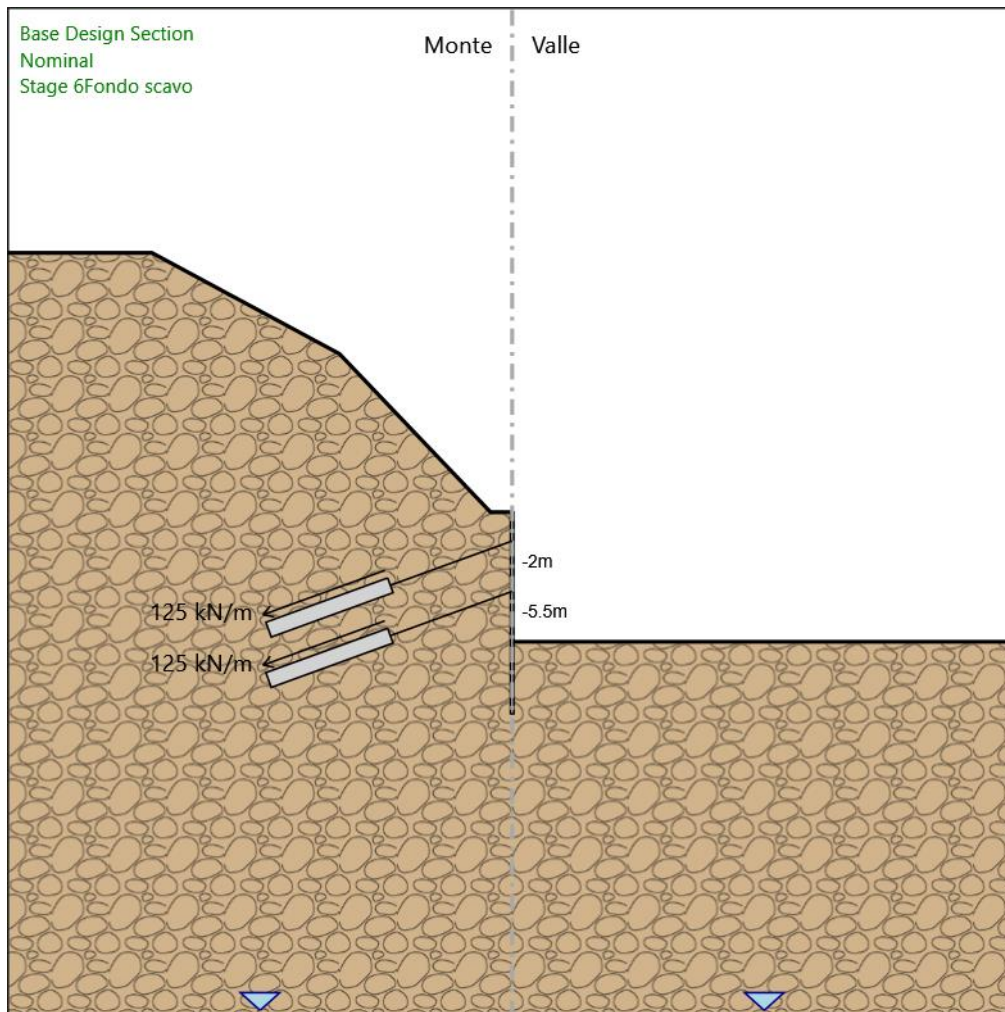 Base Design Section
Nominal
Stage 6Fondo scavo
Monte
Valle
-2m
-5.5m
125 kN/m
125 kN/m